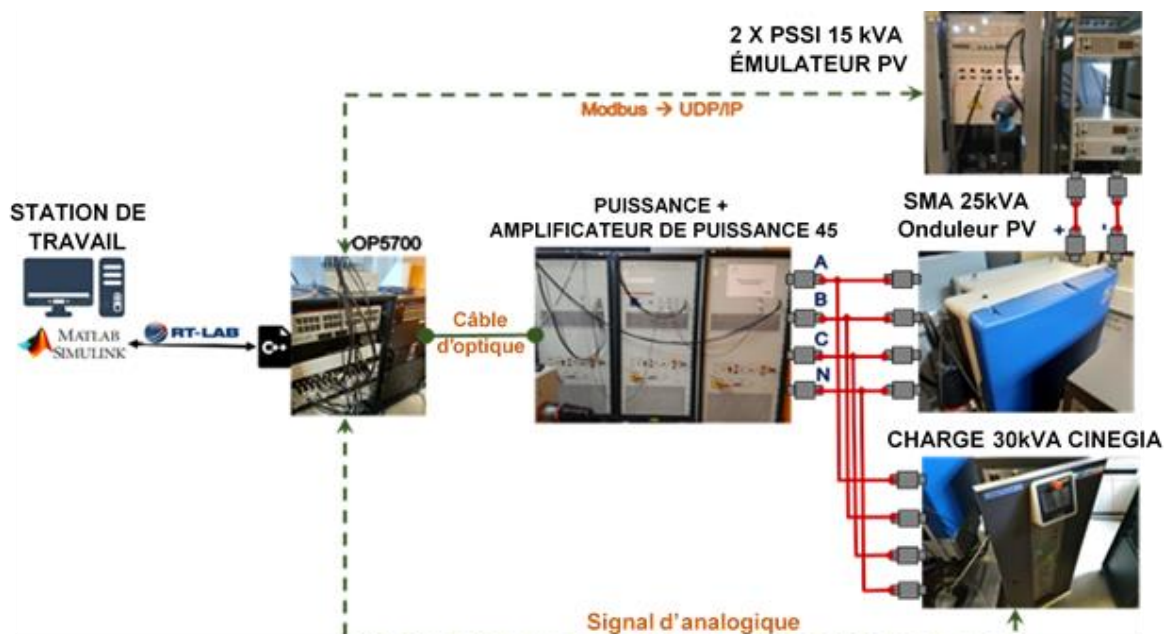 2 X PSSI 15 kVA
ÉMULATEUR PV
Modbus → UDP/IP
STATION DE
TRAVAIL
OP5700
PUISSANCE +
AMPLIFICATEUR DE PUISSANCE 45
SMA 25kVA
Onduleur PV
+
A
B
C
N
MATLAB
SIMULINK
RT-LAB
C++
Câble
d'optique
CHARGE 30kVA CINEGIA
Signal d'analogique